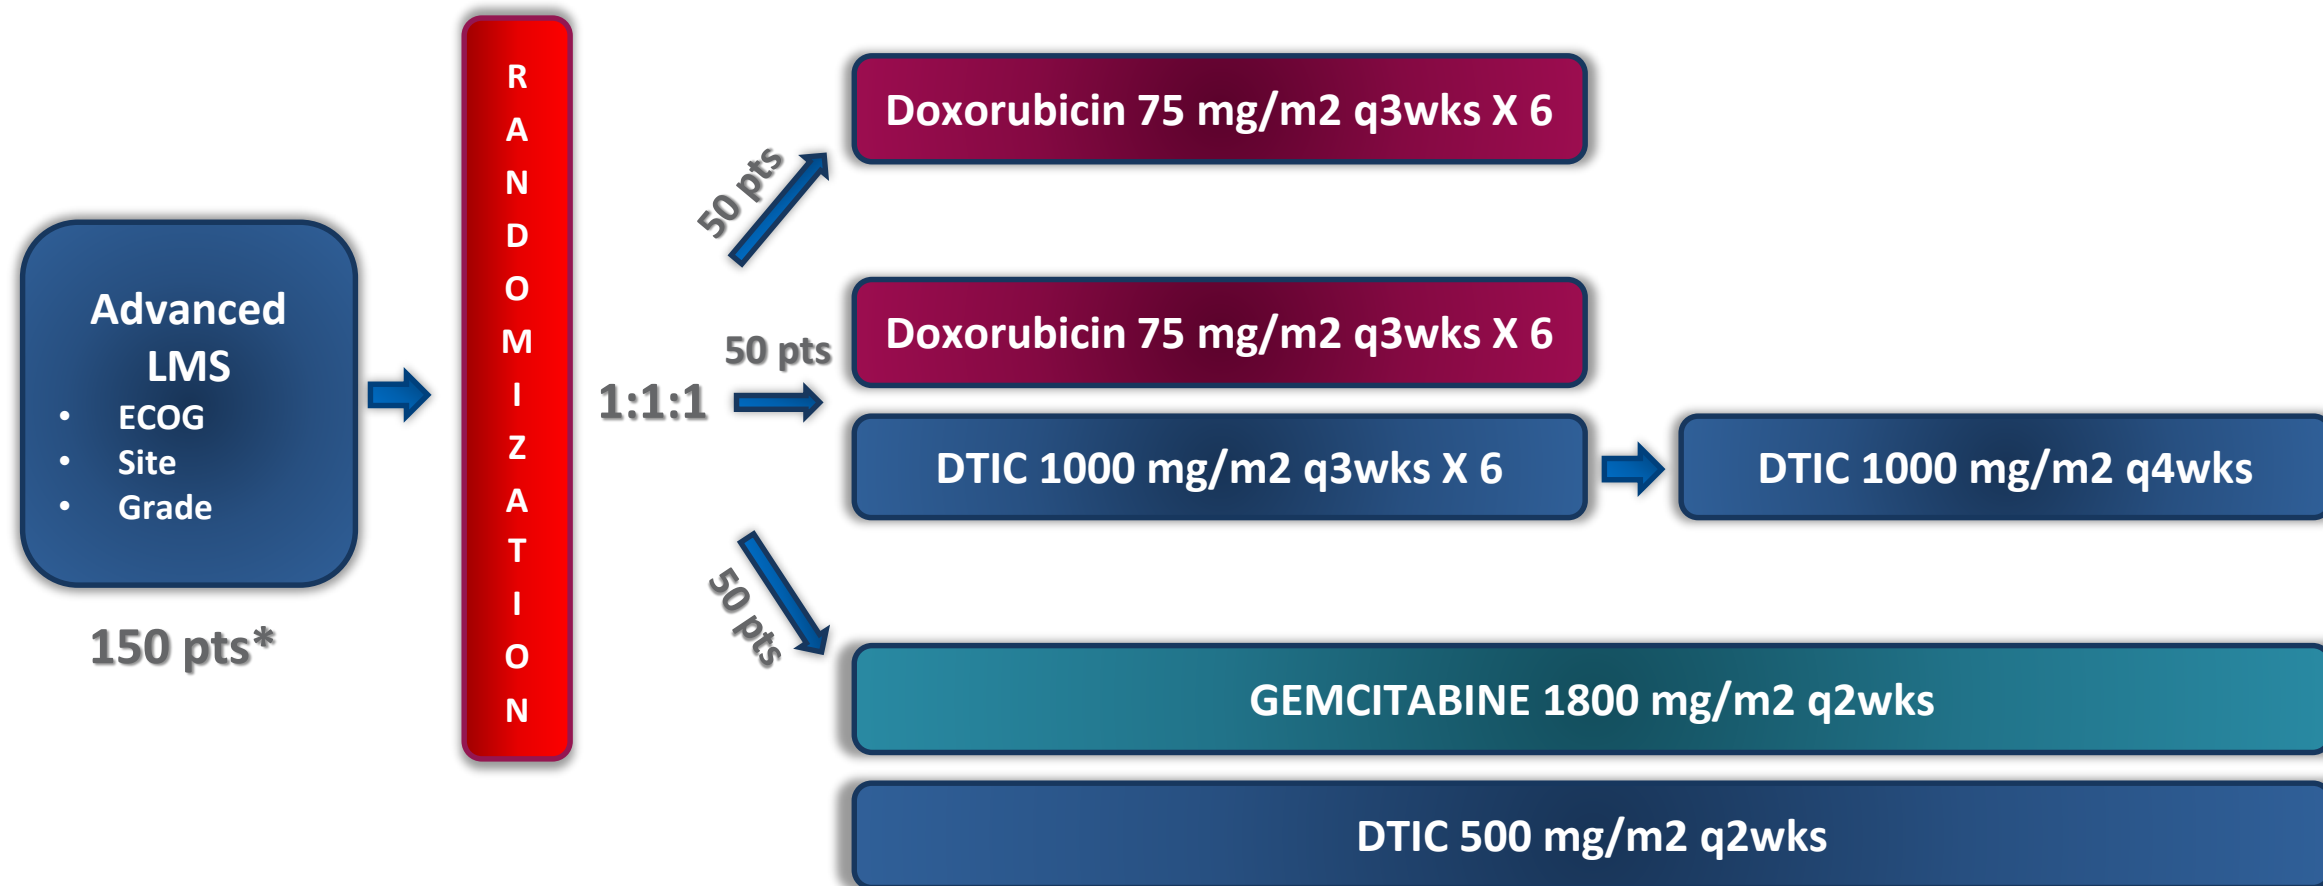 Advanced
LMS
• ECOG
• Site
• Grade
150 pts*
RANDOMIZATION
1:1:1
50 pts
Doxorubicin 75 mg/m2 q3wks X 6
50 pts
Doxorubicin 75 mg/m2 q3wks X 6
DTIC 1000 mg/m2 q3wks X 6
DTIC 1000 mg/m2 q4wks
50 pts
GEMCITABINE 1800 mg/m2 q2wks
DTIC 500 mg/m2 q2wks